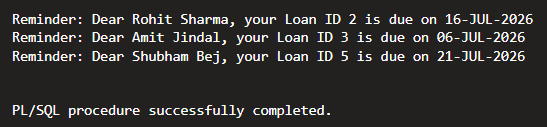 Reminder: Dear Rohit Sharma, your Loan ID 2 is due on 16-JUL-2026
Reminder: Dear Amit Jindal, your Loan ID 3 is due on 06-JUL-2026
Reminder: Dear Shubham Bej, your Loan ID 5 is due on 21-JUL-2026
PL/SQL procedure successfully completed.